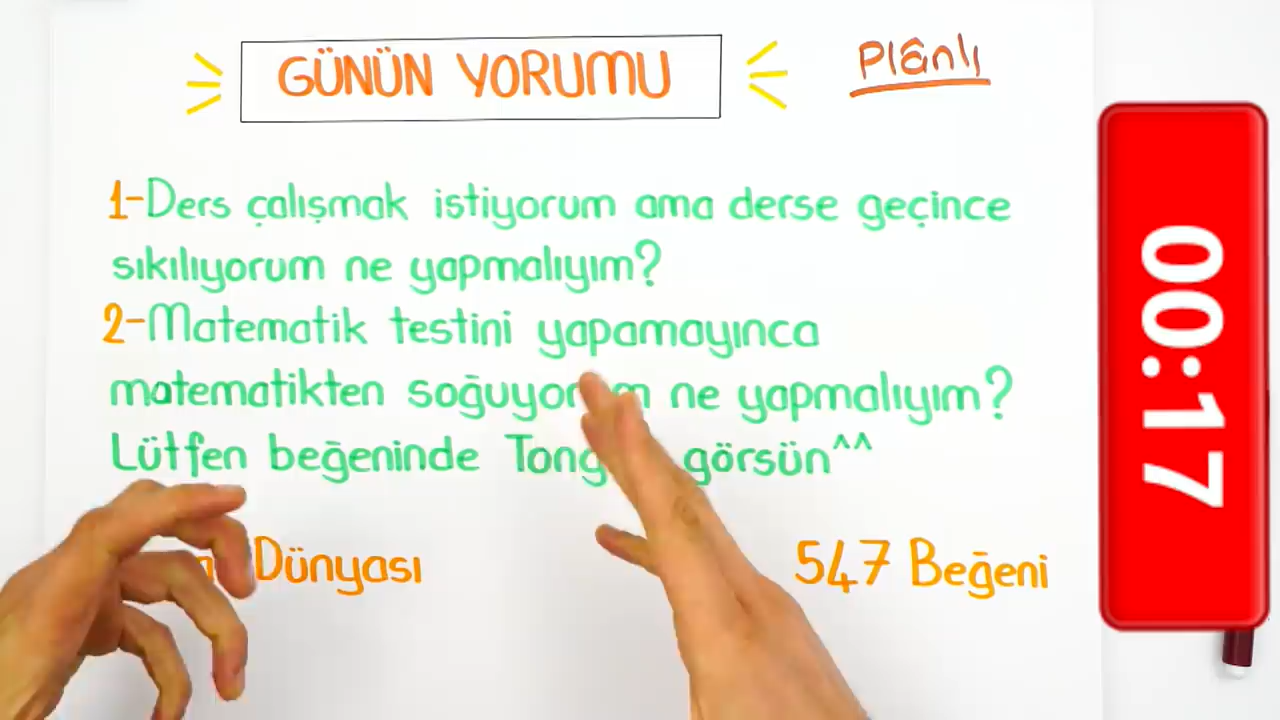 GÜNÜN YORUMU
Planlı
1-Ders çalışmak istiyorum ama derse geçince
sıkılıyorum ne yapmalıyım?
2-Matematik testini yapamayınca
matematikten ne yapmalıyım?
Lütfen beğeninde görsün^^
Dünyası
547 Beğeni
00:17